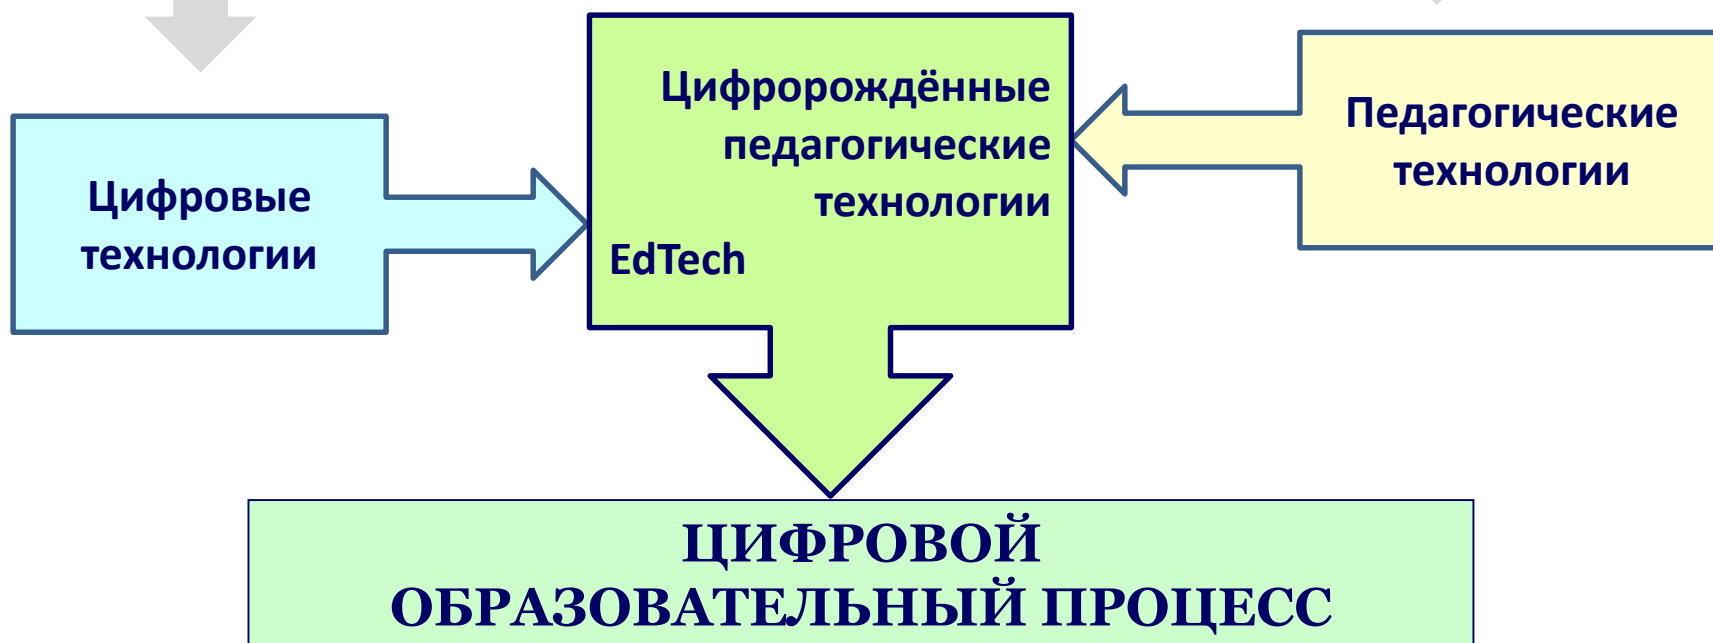 Цифровые
технологии
Цифророждённые
педагогические
технологии
EdTech
Педагогические
технологии
ЦИФРОВОЙ
ОБРАЗОВАТЕЛЬНЫЙ ПРОЦЕСС